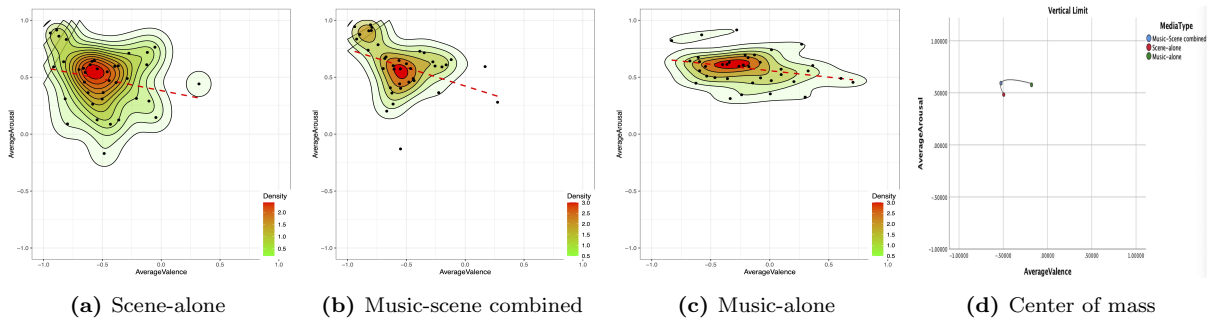 AverageArousal
1.0
0.5
0.0
−0.5
−1.0
−1.0
−0.5
0.0
0.5
1.0
AverageValence
Density
2.0
1.5
1.0
0.5
(a) Scene-alone
AverageArousal
1.0
0.5
0.0
−0.5
−1.0
−1.0
−0.5
0.0
0.5
1.0
AverageValence
Density
3.0
2.5
2.0
1.5
1.0
0.5
(b) Music-scene combined
AverageArousal
1.0
0.5
0.0
−0.5
−1.0
−1.0
−0.5
0.0
0.5
1.0
AverageValence
Density
3.0
2.5
2.0
1.5
1.0
0.5
(c) Music-alone
Vertical Limit
MediaType
Music-Scene combined
Scene-alone
Music-alone
AverageArousal
1.00000
.50000
.00000
-.50000
-1.00000
-1.00000
-.50000
.00000
.50000
1.00000
AverageValence
(d) Center of mass